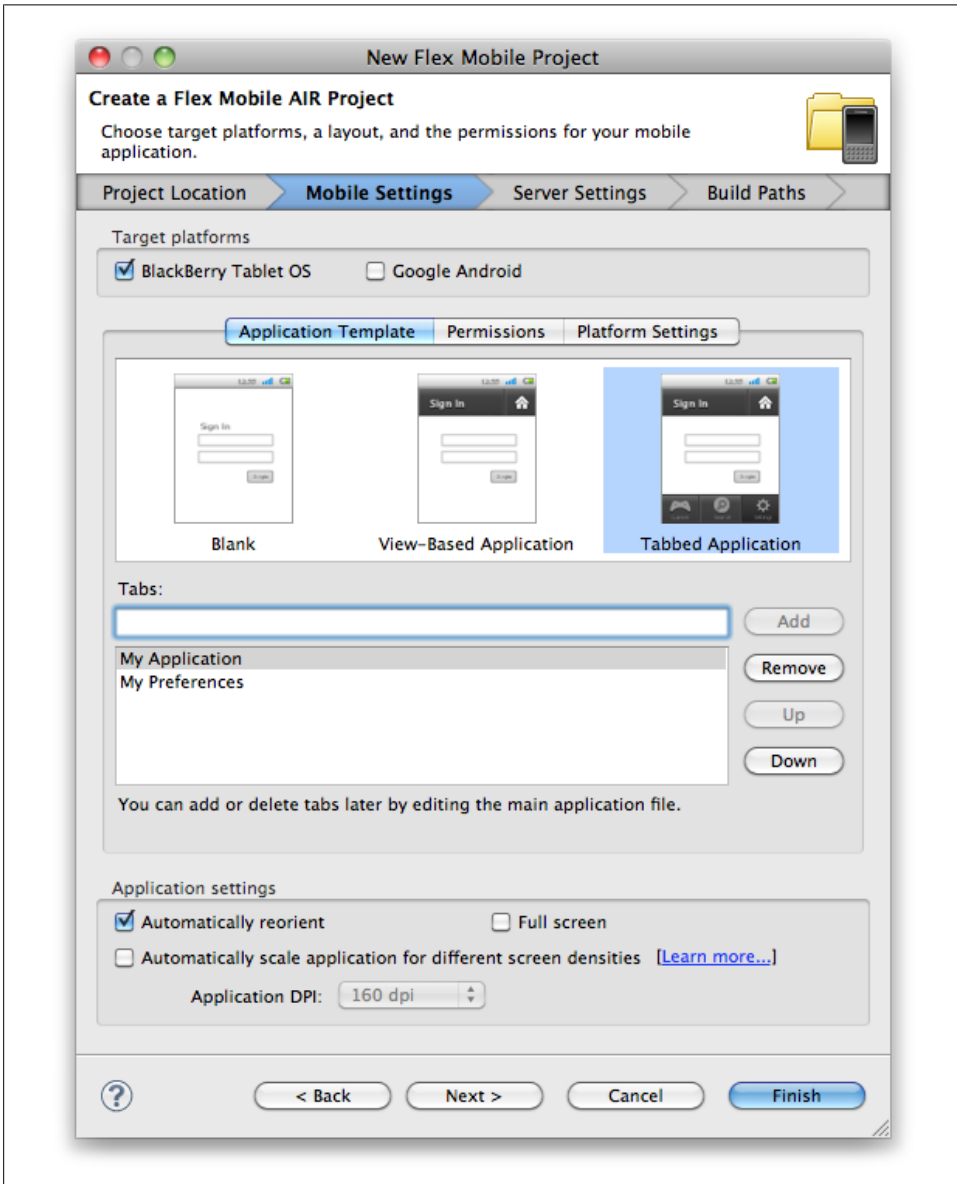 New Flex Mobile Project
Create a Flex Mobile AIR Project
Choose target platforms, a layout, and the permissions for your mobile
application.
Project Location
Mobile Settings
Server Settings
Build Paths
Target platforms
BlackBerry Tablet OS
Google Android
Application Template
Permissions
Platform Settings
Sign In
Sign In
Sign In
Blank
View-Based Application
Tabbed Application
Tabs:
Add
My Application
My Preferences
Remove
Up
Down
You can add or delete tabs later by editing the main application file.
Application settings
Automatically reorient
Full screen
Automatically scale application for different screen densities [Learn more...]
Application DPI: 160 dpi
?
< Back
Next >
Cancel
Finish